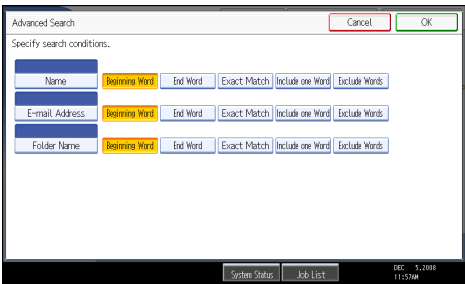 Advanced Search Cancel OK
Specify search conditions.
Name Beginning Word End Word Exact Match Include one Word Exclude Words
E-mail Address Beginning Word End Word Exact Match Include one Word Exclude Words
Folder Name Beginning Word End Word Exact Match Include one Word Exclude Words
System Status Job List DEC 5,2008
11:57AM